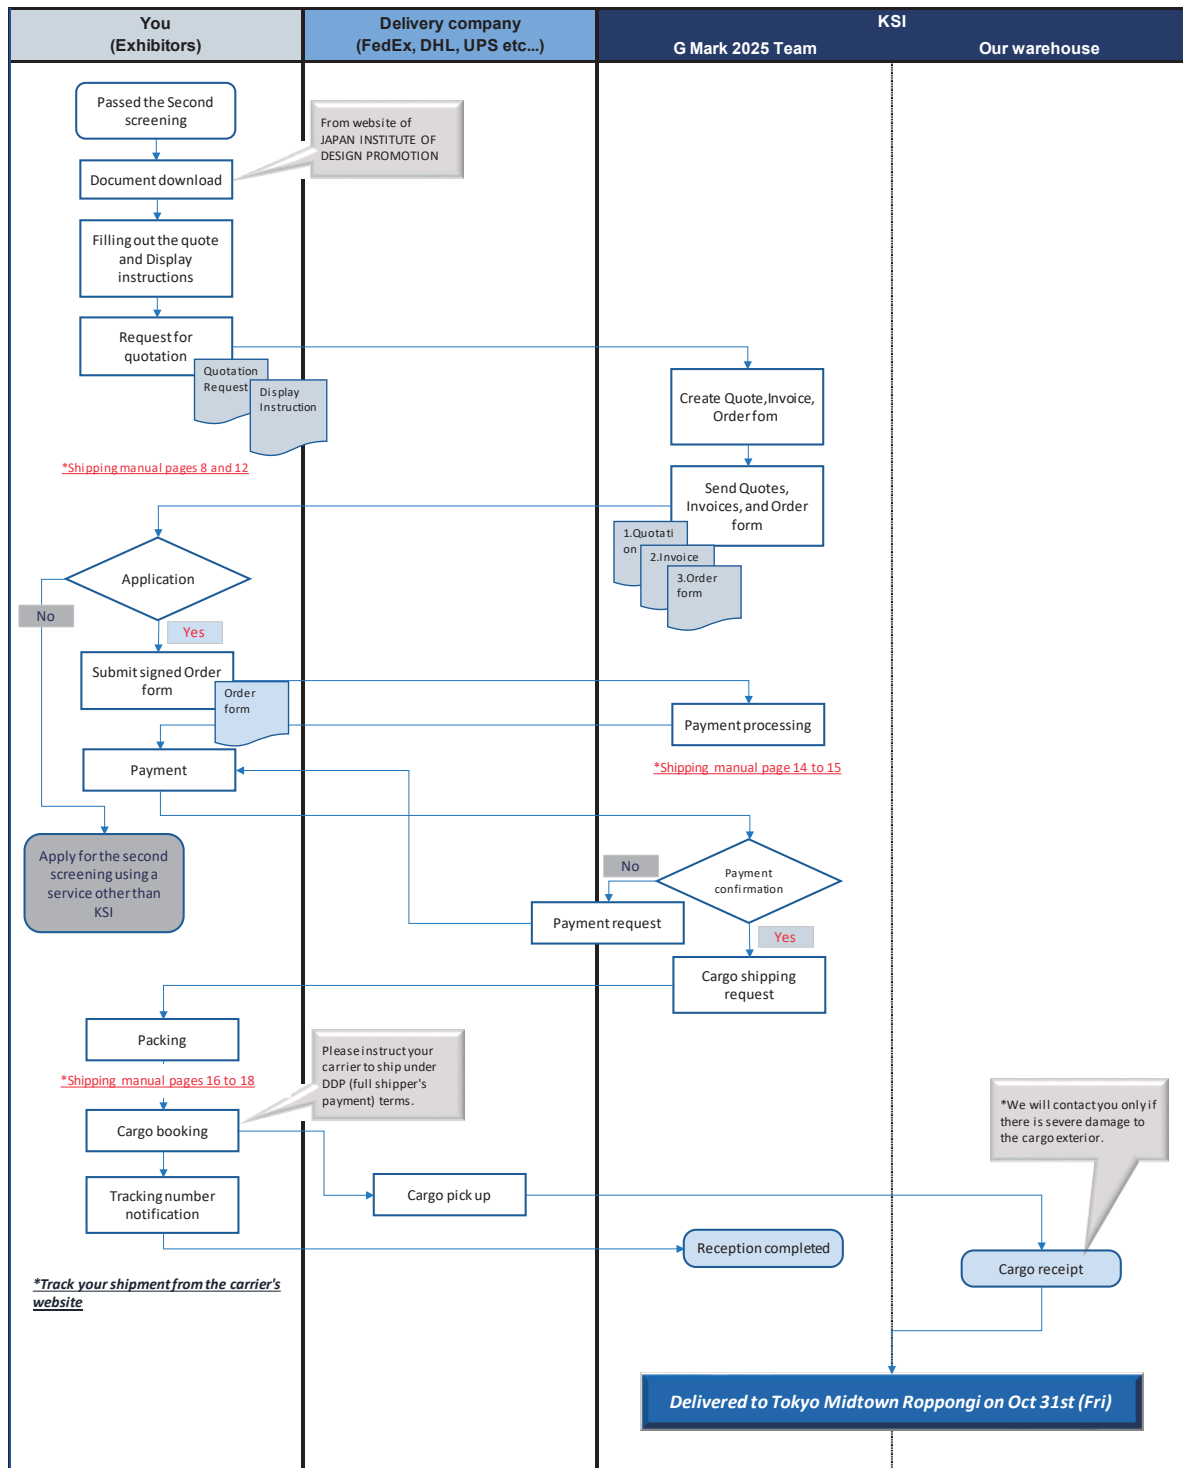 You
(Exhibitors)
Delivery company
(FedEx, DHL, UPS etc...)
KSI
G Mark 2025 Team
Our warehouse
Passed the Second
screening
From website of
JAPAN INSTITUTE OF
DESIGN PROMOTION
Document download
Filling out the quote
and Display
instructions
Request for
quotation
Quotation
Request
Display
Instruction
Create Quote,Invoice,
Order fom
*Shipping manual pages 8 and 12
Send Quotes,
Invoices, and Order
form
1.Quotati
on
2.Invoice
3.Order
form
Application
No
Yes
Submit signed Order
form
Order
form
Payment processing
Payment
*Shipping manual page 14 to 15
Apply for the second
screening using a
service other than
KSI
Payment
confirmation
No
Payment request
Yes
Cargo shipping
request
Packing
*Shipping manual pages 16 to 18
Please instruct your
carrier to ship under
DDP (full shipper's
payment) terms.
Cargo booking
*We will contact you only if
there is severe damage to
the cargo exterior.
Tracking number
notification
Cargo pick up
Reception completed
Cargo receipt
*Track your shipment from the carrier's
website
Delivered to Tokyo Midtown Roppongi on Oct 31st (Fri)